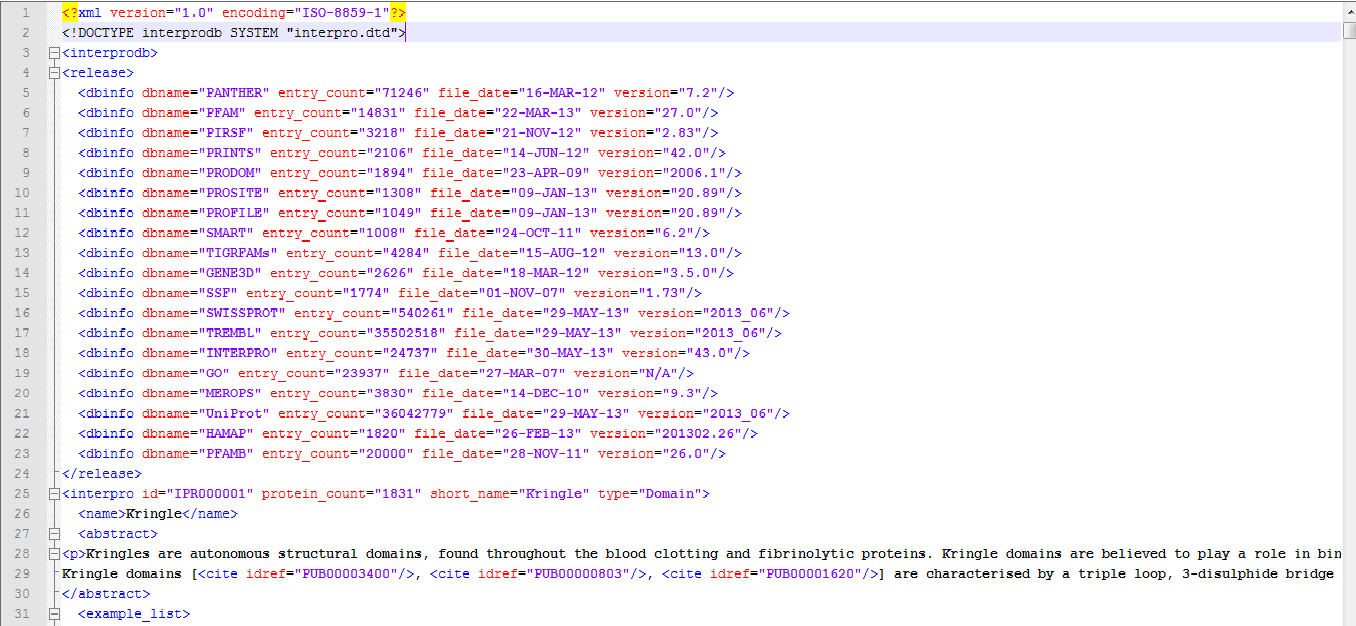 1 <?xml version="1.0" encoding="ISO-8859-1"?>
2 <!DOCTYPE interprodb SYSTEM "interpro.dtd">
3 <interprodb>
4 <release>
5 <dbinfo dbname="PANTHER" entry_count="71246" file_date="16-MAR-12" version="7.2"/>
6 <dbinfo dbname="PFAM" entry_count="14831" file_date="22-MAR-13" version="27.0"/>
7 <dbinfo dbname="PIRSF" entry_count="3218" file_date="21-NOV-12" version="2.83"/>
8 <dbinfo dbname="PRINTS" entry_count="2106" file_date="14-JUN-12" version="42.0"/>
9 <dbinfo dbname="PRODOM" entry_count="1894" file_date="23-APR-09" version="2006.1"/>
10 <dbinfo dbname="PROSITE" entry_count="1308" file_date="09-JAN-13" version="20.89"/>
11 <dbinfo dbname="PROFILE" entry_count="1049" file_date="09-JAN-13" version="20.89"/>
12 <dbinfo dbname="SMART" entry_count="1008" file_date="24-OCT-11" version="6.2"/>
13 <dbinfo dbname="TIGRFAMs" entry_count="4284" file_date="15-AUG-12" version="13.0"/>
14 <dbinfo dbname="GENE3D" entry_count="2626" file_date="18-MAR-12" version="3.5.0"/>
15 <dbinfo dbname="SSF" entry_count="1774" file_date="01-NOV-07" version="1.73"/>
16 <dbinfo dbname="SWISSPROT" entry_count="540261" file_date="29-MAY-13" version="2013_06"/>
17 <dbinfo dbname="TREMBL" entry_count="35502518" file_date="29-MAY-13" version="2013_06"/>
18 <dbinfo dbname="INTERPRO" entry_count="24737" file_date="30-MAY-13" version="43.0"/>
19 <dbinfo dbname="GO" entry_count="23937" file_date="27-MAR-07" version="N/A"/>
20 <dbinfo dbname="MEROPS" entry_count="3830" file_date="14-DEC-10" version="9.3"/>
21 <dbinfo dbname="UniProt" entry_count="36042779" file_date="29-MAY-13" version="2013_06"/>
22 <dbinfo dbname="HAMAP" entry_count="1820" file_date="26-FEB-13" version="201302.26"/>
23 <dbinfo dbname="PFAMB" entry_count="20000" file_date="28-NOV-11" version="26.0"/>
24 </release>
25 <interpro id="IPR000001" protein_count="1831" short_name="Kringle" type="Domain">
26 <name>Kringle</name>
27 <abstract>
28 <p>Kringles are autonomous structural domains, found throughout the blood clotting and fibrinolytic proteins. Kringle domains are believed to play a role in bin
29 Kringle domains [<cite idref="PUB00003400"/>, <cite idref="PUB00000803"/>, <cite idref="PUB00001620"/>] are characterised by a triple loop, 3-disulphide bridge
30 </abstract>
31 <example_list>